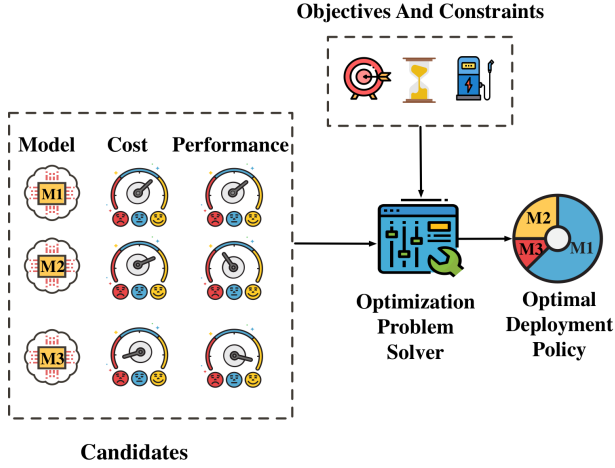 Objectives And Constraints
Model Cost Performance
M1
M2
M3
Candidates
Optimization
Problem
Solver
M2
M3
M1
Optimal
Deployment
Policy